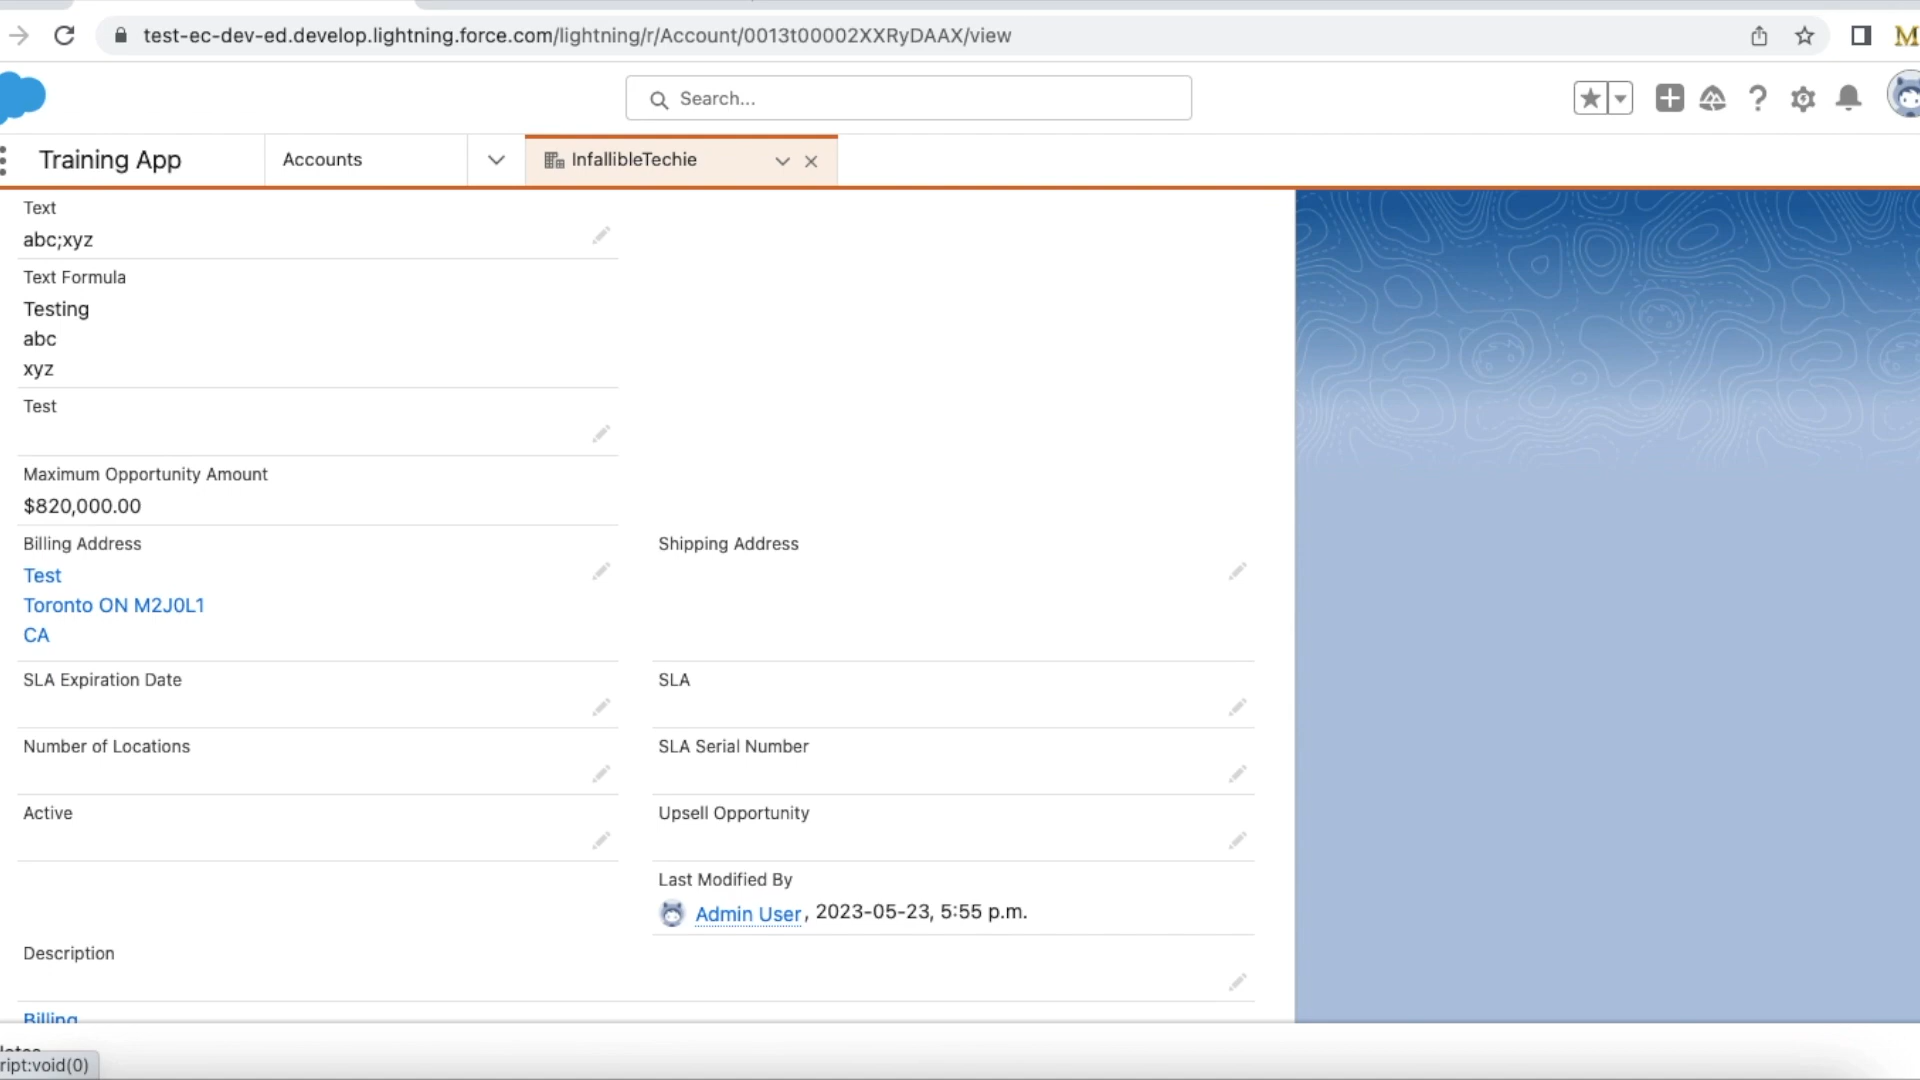 test-ec-dev-ed.develop.lightning.force.com/lightning/r/Account/0013t00002XXRyDAAX/view
M
Search...
Training App
Accounts
InfallibleTechie
Text
abc;xyz
Text Formula
Testing
abc
xyz
Test
Maximum Opportunity Amount
$820,000.00
Billing Address
Test
Toronto ON M2J0L1
CA
Shipping Address
SLA Expiration Date
SLA
Number of Locations
SLA Serial Number
Active
Upsell Opportunity
Last Modified By
Admin User, 2023-05-23, 5:55 p.m.
Description
Billing
ript:void(0)